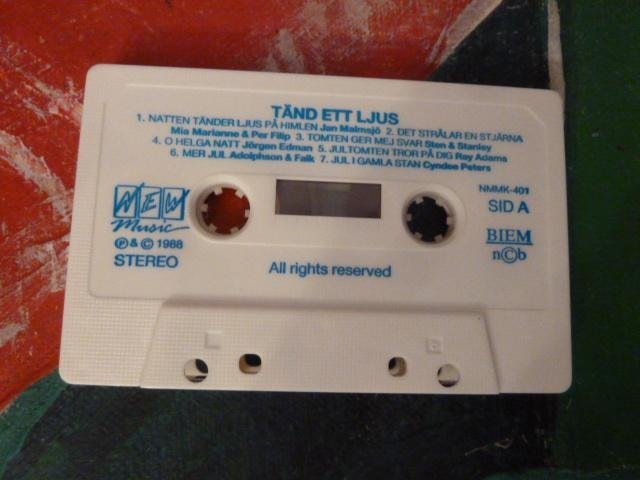 TÄND ETT LJUS
1. NATTEN TÄNDER LJUS PÅ HIMLEN Jan Malmsjö 2. DET STRÅLAR EN STJÄRNA
Mia Marianne & Per Filip 3. TOMTEN GER MEJ SVAR Sten & Stanley
4. O HELGA NATT Jörgen Edman 5. JULTOMTEN TROR PÅ DIG Ray Adams
6. MER JUL Adolphson & Falk 7. JUL I GAMLA STAN Cyndee Peters
NEW
Music
Ⓟ & © 1988
STEREO
NMMK-401
SID A
BIEM
n©b
All rights reserved